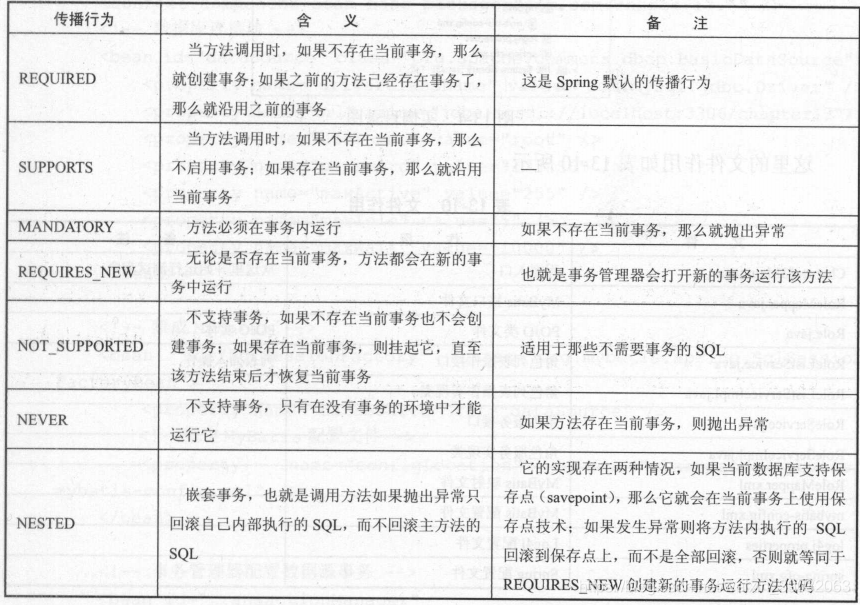 传播行为
含 义
备 注
REQUIRED
当方法调用时，如果不存在当前事务，那么
就创建事务；如果之前的方法已经存在事务了，
那么就沿用之前的事务
这是 Spring 默认的传播行为
SUPPORTS
当方法调用时，如果不存在当前事务，那么
不启用事务；如果存在当前事务，那么就沿用
当前事务
—
MANDATORY
方法必须在事务内运行
如果不存在当前事务，那么就抛出异常
REQUIRES_NEW
无论是否存在当前事务，方法都会在新的事
务中运行
也就是事务管理器会打开新的事务运行该方法
NOT_SUPPORTED
不支持事务，如果不存在当前事务也不会创
建事务；如果存在当前事务，则挂起它，直至
该方法结束后才恢复当前事务
适用于那些不需要事务的 SQL
NEVER
不支持事务，只有在没有事务的环境中才能
运行它
如果方法存在当前事务，则抛出异常
NESTED
嵌套事务，也就是调用方法如果抛出异常只
回滚自己内部执行的 SQL，而不回滚主方法的
SQL
它的实现存在两种情况，如果当前数据库支持保
存点（savepoint），那么它就会在当前事务上使用保
存点技术；如果发生异常则将方法内执行的 SQL
回滚到保存点上，而不是全部回滚，否则就等同于
REQUIRES_NEW 创建新的事务运行方法代码